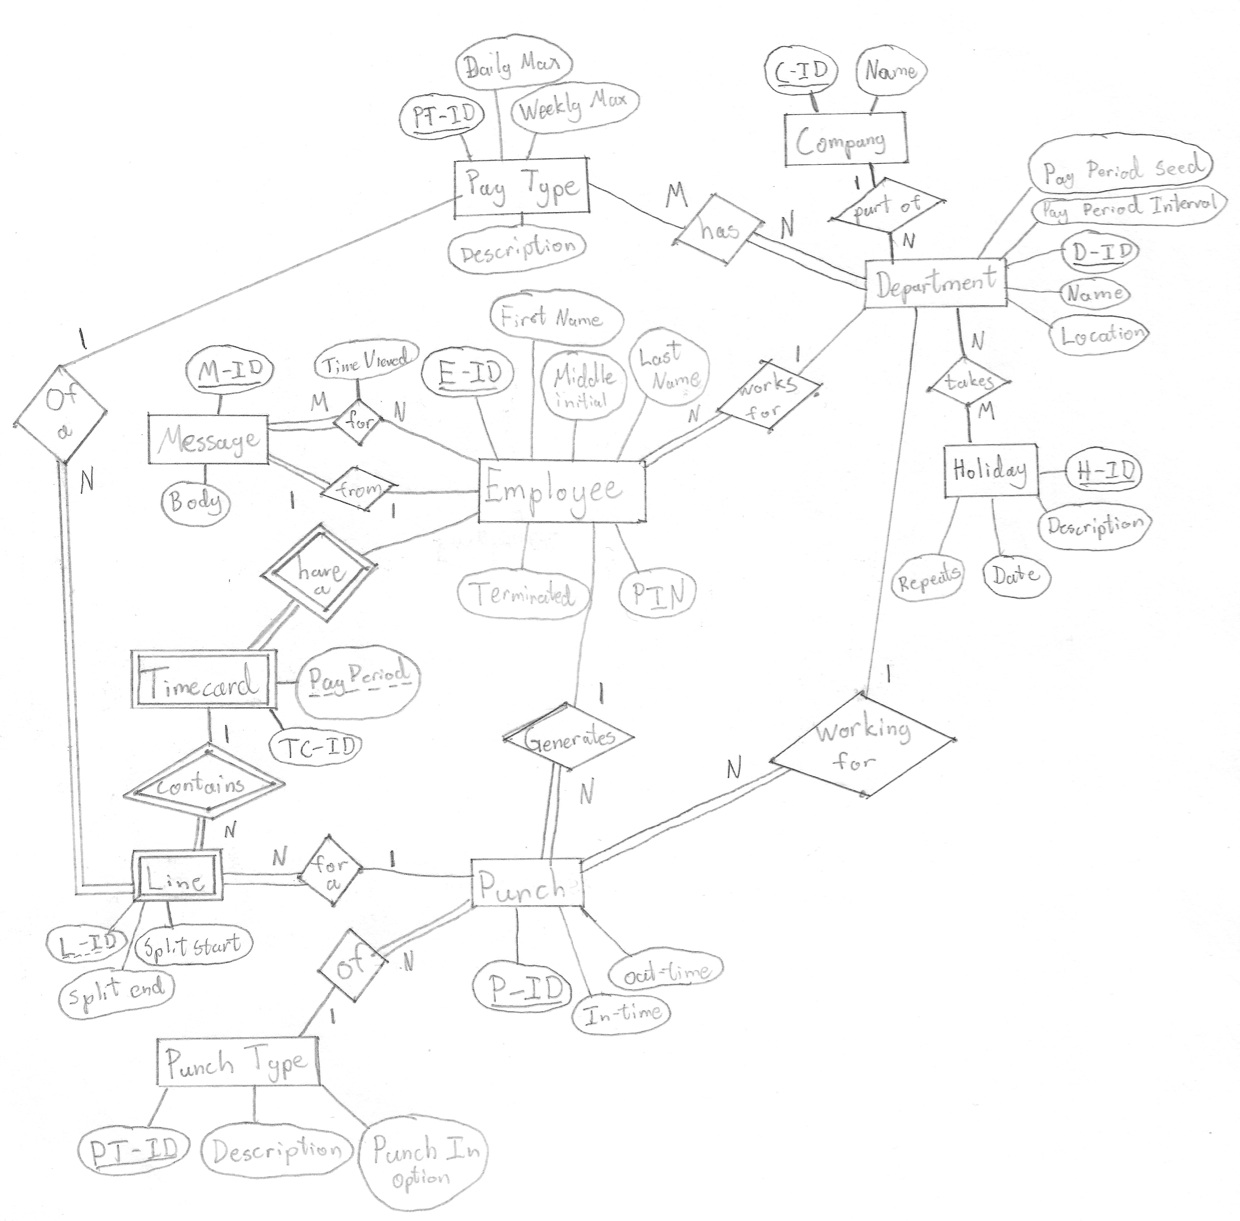 Daily Max
PT-ID
Weekly Max
Pay Type
Description
C-ID
Name
Company
1
part of
N
Pay Period Seed
Pay Period Interval
D-ID
Name
Location
Department
M
has
N
1
Of
a
N
M-ID
Time Viewed
Message
Body
M
for
N
1
from
1
E-ID
First Name
Middle
initial
Last
Name
Employee
Terminated
PIN
1
works
for
N
N
takes
M
Holiday
H-ID
Description
Repeats
Date
have
a
Timecard
Pay Period
TC-ID
1
contains
N
Line
L-ID
Split start
Split end
N
for
a
1
1
Generates
N
1
Working
for
N
Punch
P-ID
In-time
out-time
Of
N
1
Punch Type
PT-ID
Description
Punch In
option